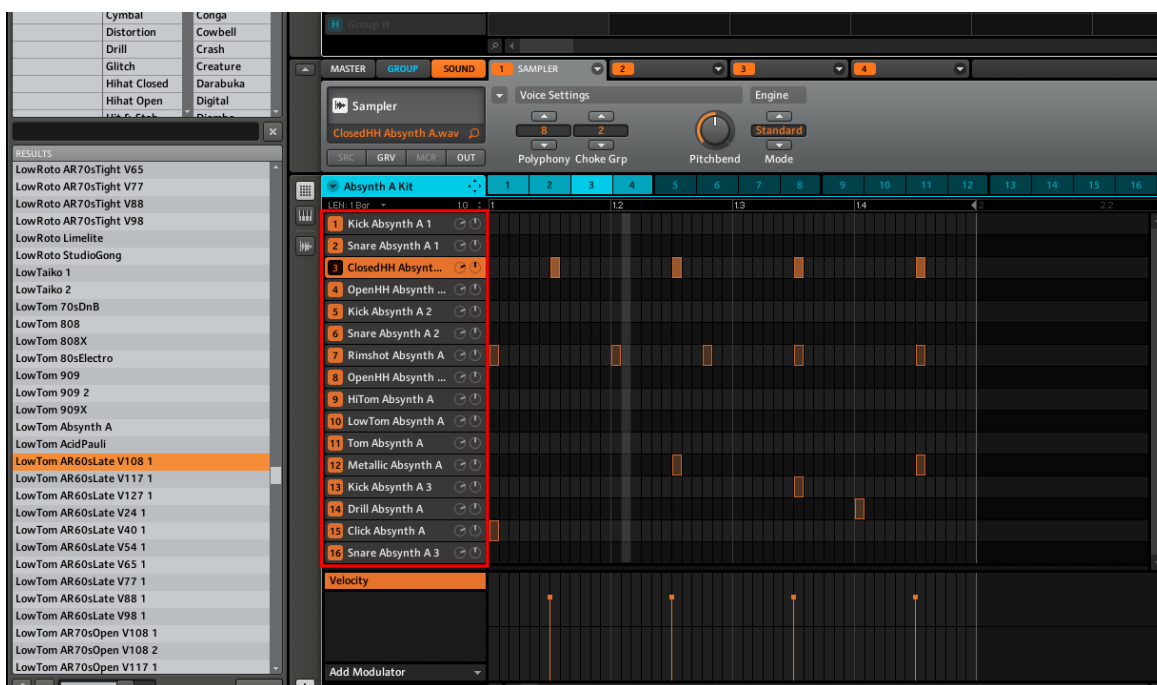 Cymbal Conga
Distortion Cowbell
Drill Crash
Glitch Creature
Hihat Closed Darabuka
Hihat Open Digital
RESULTS
LowRoto AR70sTight V65
LowRoto AR70sTight V77
LowRoto AR70sTight V88
LowRoto AR70sTight V98
LowRoto Limelite
LowRoto StudioGong
LowTaiko 1
LowTaiko 2
LowTom 70sDnB
LowTom 808
LowTom 808X
LowTom 80sElectro
LowTom 909
LowTom 909 2
LowTom 909X
LowTom Absynth A
LowTom AcidPauli
LowTom AR60sLate V108 1
LowTom AR60sLate V117 1
LowTom AR60sLate V127 1
LowTom AR60sLate V24 1
LowTom AR60sLate V40 1
LowTom AR60sLate V54 1
LowTom AR60sLate V65 1
LowTom AR60sLate V77 1
LowTom AR60sLate V88 1
LowTom AR60sLate V98 1
LowTom AR70sOpen V108 1
LowTom AR70sOpen V108 2
LowTom AR70sOpen V117 1
H Group H
MASTER GROUP SOUND 1 SAMPLER 2 3 4
Sampler
ClosedHH Absynth A.wav
SRC GRV MCR OUT
Voice Settings Engine
8 2 Standard
Polyphony Choke Grp Pitchbend Mode
Absynth A Kit 1 2 3 4 5 6 7 8 9 10 11 12 13 14 15 16
LEN: 1 Bar 1.0 1 1.2 1.3 1.4 2 2.2
1 Kick Absynth A 1
2 Snare Absynth A 1
3 ClosedHH Absynt...
4 OpenHH Absynth ...
5 Kick Absynth A 2
6 Snare Absynth A 2
7 Rimshot Absynth A
8 OpenHH Absynth ...
9 HiTom Absynth A
10 LowTom Absynth A
11 Tom Absynth A
12 Metallic Absynth A
13 Kick Absynth A 3
14 Drill Absynth A
15 Click Absynth A
16 Snare Absynth A 3
Velocity
Add Modulator